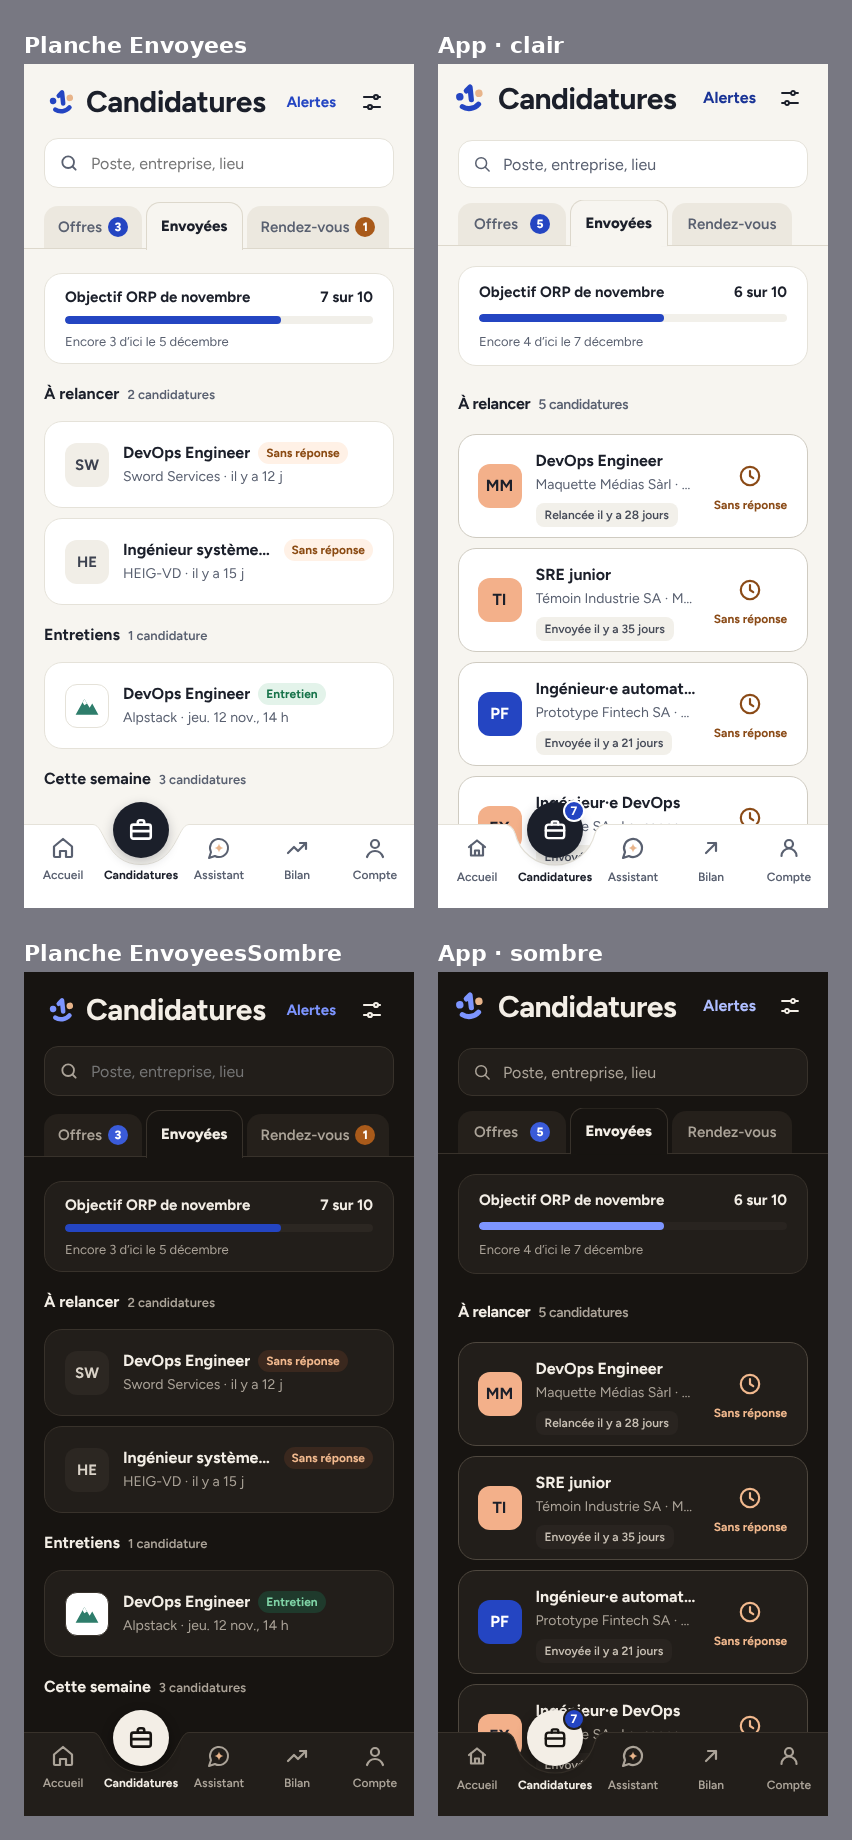 Planche Envoyees
Candidatures
Alertes
Poste, entreprise, lieu
Offres 3
Envoyées
Rendez-vous 1
Objectif ORP de novembre
7 sur 10
Encore 3 d'ici le 5 décembre
À relancer 2 candidatures
SW
DevOps Engineer Sans réponse
Sword Services · il y a 12 j
HE
Ingénieur système... Sans réponse
HEIG-VD · il y a 15 j
Entretiens 1 candidature
DevOps Engineer Entretien
Alpstack · jeu. 12 nov., 14 h
Cette semaine 3 candidatures
Accueil
Candidatures
Assistant
Bilan
Compte
App · clair
Candidatures
Alertes
Poste, entreprise, lieu
Offres 5
Envoyées
Rendez-vous
Objectif ORP de novembre
6 sur 10
Encore 4 d'ici le 7 décembre
À relancer 5 candidatures
MM
DevOps Engineer
Maquette Médias Sàrl · ...
Relancée il y a 28 jours
Sans réponse
TI
SRE junior
Témoin Industrie SA · M...
Envoyée il y a 35 jours
Sans réponse
PF
Ingénieur·e automat...
Prototype Fintech SA · ...
Envoyée il y a 21 jours
Sans réponse
Ingénieur·e DevOps
7
Accueil
Candidatures
Assistant
Bilan
Compte
Planche EnvoyeesSombre
Candidatures
Alertes
Poste, entreprise, lieu
Offres 3
Envoyées
Rendez-vous 1
Objectif ORP de novembre
7 sur 10
Encore 3 d'ici le 5 décembre
À relancer 2 candidatures
SW
DevOps Engineer Sans réponse
Sword Services · il y a 12 j
HE
Ingénieur système... Sans réponse
HEIG-VD · il y a 15 j
Entretiens 1 candidature
DevOps Engineer Entretien
Alpstack · jeu. 12 nov., 14 h
Cette semaine 3 candidatures
Accueil
Candidatures
Assistant
Bilan
Compte
App · sombre
Candidatures
Alertes
Poste, entreprise, lieu
Offres 5
Envoyées
Rendez-vous
Objectif ORP de novembre
6 sur 10
Encore 4 d'ici le 7 décembre
À relancer 5 candidatures
MM
DevOps Engineer
Maquette Médias Sàrl · ...
Relancée il y a 28 jours
Sans réponse
TI
SRE junior
Témoin Industrie SA · M...
Envoyée il y a 35 jours
Sans réponse
PF
Ingénieur·e automat...
Prototype Fintech SA · ...
Envoyée il y a 21 jours
Sans réponse
Ingénieur·e DevOps
7
Accueil
Candidatures
Assistant
Bilan
Compte